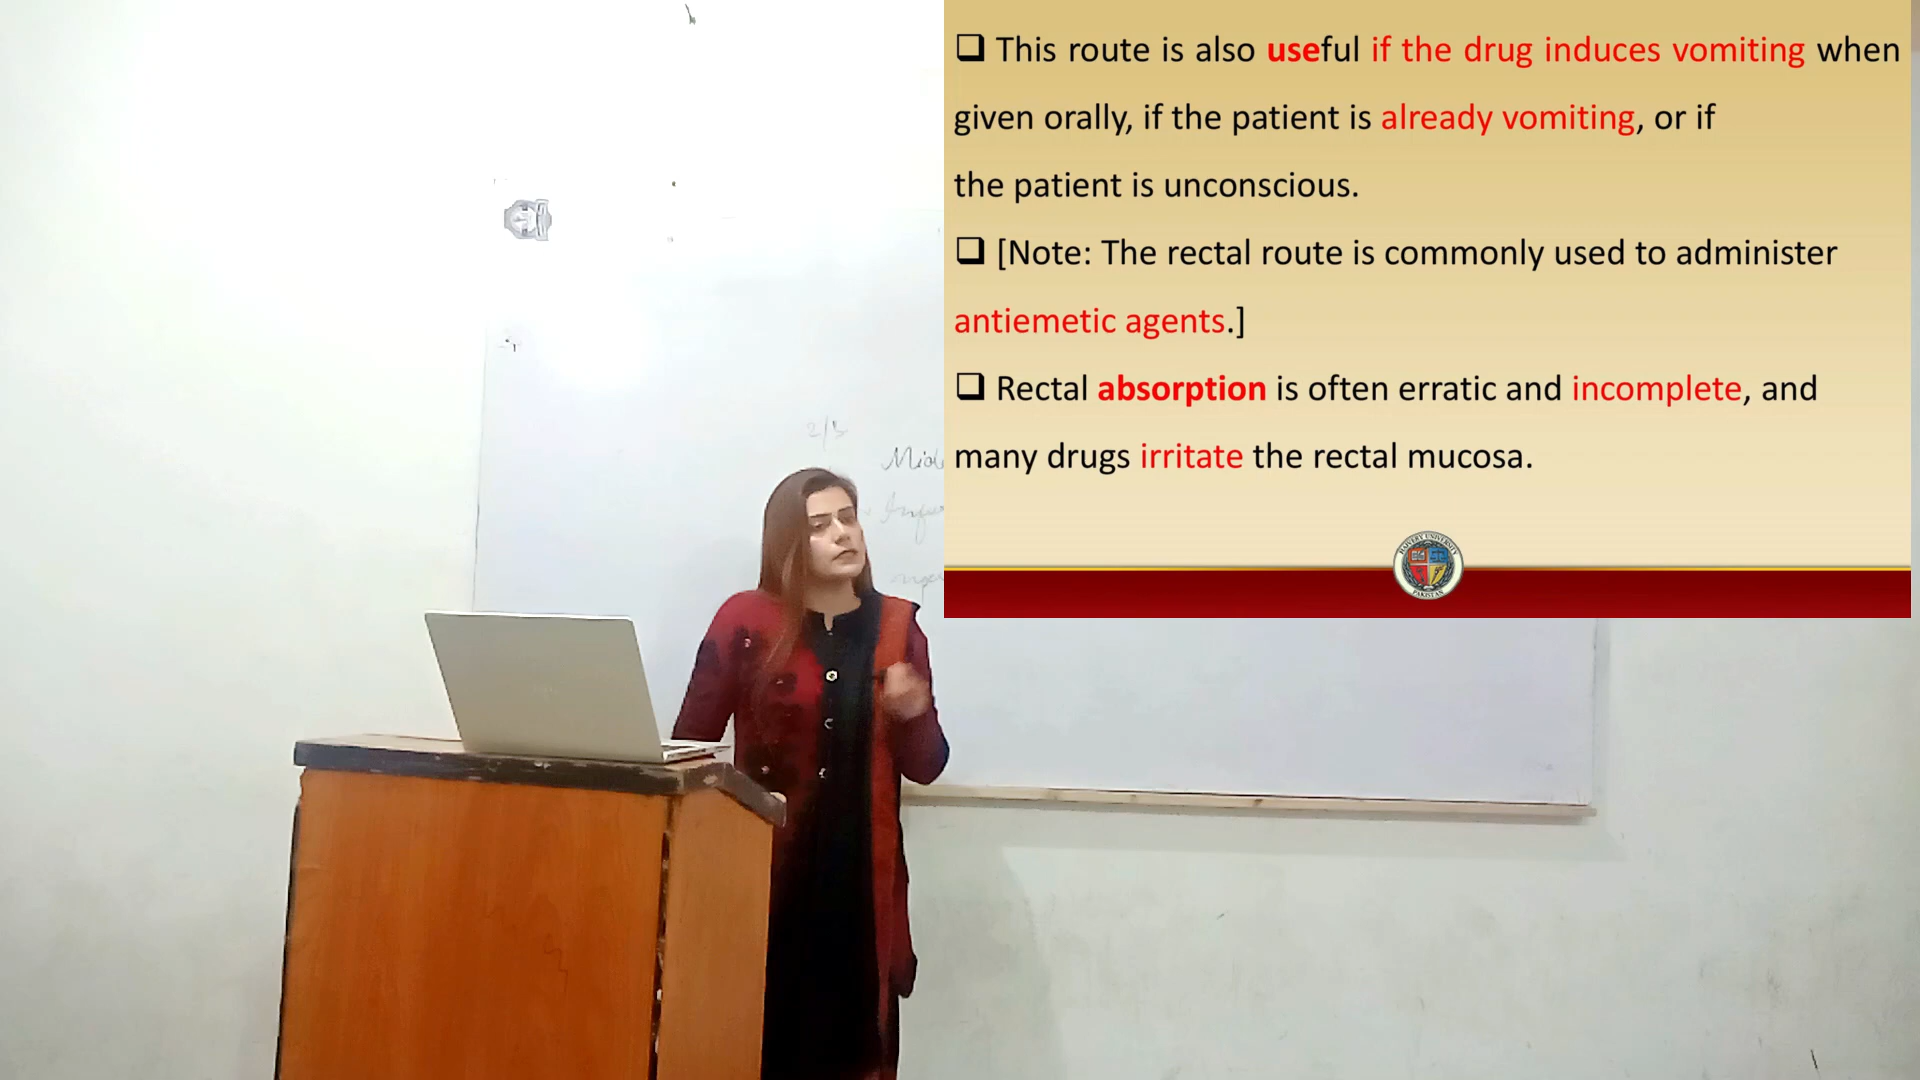 ❑ This route is also useful if the drug induces vomiting when
given orally, if the patient is already vomiting, or if
the patient is unconscious.
❑ [Note: The rectal route is commonly used to administer
antiemetic agents.]
❑ Rectal absorption is often erratic and incomplete, and
many drugs irritate the rectal mucosa.
PAKISTAN